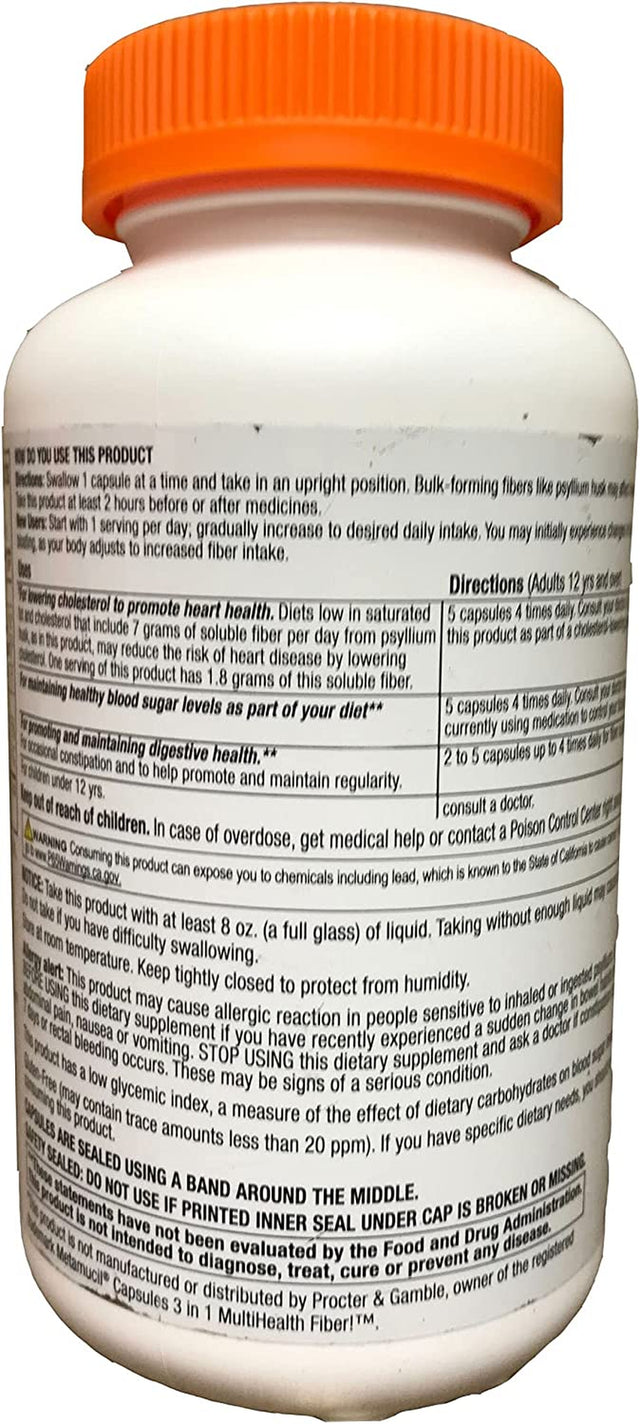 HOW DO YOU USE THIS PRODUCT
Directions: Swallow 1 capsule at a time and take in an upright position. Bulk-forming fibers like psyllium husk may affect
Take this product at least 2 hours before or after medicines.
New Users: Start with 1 serving per day; gradually increase to desired daily intake. You may initially experience changes
bloating, as your body adjusts to increased fiber intake.
Uses
Directions (Adults 12 yrs and over)
For lowering cholesterol to promote heart health. Diets low in saturated
fat and cholesterol that include 7 grams of soluble fiber per day from psyllium
husk, as in this product, may reduce the risk of heart disease by lowering
cholesterol. One serving of this product has 1.8 grams of this soluble fiber.
5 capsules 4 times daily. Consult your
this product as part of a cholesterol-lowering
For maintaining healthy blood sugar levels as part of your diet**
5 capsules 4 times daily. Consult your
currently using medication to control your
For promoting and maintaining digestive health.**
For occasional constipation and to help promote and maintain regularity.
2 to 5 capsules up to 4 times daily for
For children under 12 yrs.
consult a doctor.
Keep out of reach of children. In case of overdose, get medical help or contact a Poison Control Center right
WARNING Consuming this product can expose you to chemicals including lead, which is known to the State of California to cause
go to www.P65Warnings.ca.gov.
NOTICE: Take this product with at least 8 oz. (a full glass) of liquid. Taking without enough liquid may
Do not take if you have difficulty swallowing.
Store at room temperature. Keep tightly closed to protect from humidity.
Allergy alert: This product may cause allergic reaction in people sensitive to inhaled or ingested
BEFORE USING this dietary supplement if you have recently experienced a sudden change in bowel
abdominal pain, nausea or vomiting. STOP USING this dietary supplement and ask a doctor if
7 days or rectal bleeding occurs. These may be signs of a serious condition.
This product has a low glycemic index, a measure of the effect of dietary carbohydrates on blood sugar
Gluten-Free (may contain trace amounts less than 20 ppm). If you have specific dietary needs, you
consuming this product.
CAPSULES ARE SEALED USING A BAND AROUND THE MIDDLE.
SAFETY SEALED: DO NOT USE IF PRINTED INNER SEAL UNDER CAP IS BROKEN OR MISSING.
**These statements have not been evaluated by the Food and Drug Administration.
This product is not intended to diagnose, treat, cure or prevent any disease.
This product is not manufactured or distributed by Procter & Gamble, owner of the registered
trademark Metamucil® Capsules 3 in 1 MultiHealth Fiber!™.